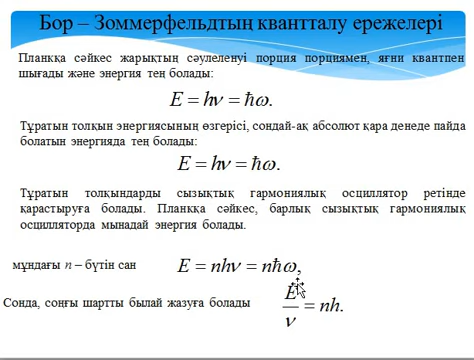 Бор – Зоммерфельдтың квантталу ережелері
Планкқа сәйкес жарықтың сәулеленуі порция порциямен, яғни квантпен
шығады және энергия тең болады:
E = hν = ħω.
Тұратын толқын энергиясының өзгерісі, сондай-ақ абсолют қара денеде пайда
болатын энергияда тең болады:
E = hν = ħω.
Тұратын толқындарды сызықтық гармониялық осциллятор ретінде
қарастыруға болады. Планкқа сәйкес, барлық сызықтық гармониялық
осцилляторда мынадай энергия болады.
мұндағы n – бүтін сан E = nhν = nħω,
Сонда, соңғы шартты былай жазуға болады E/ν = nh.